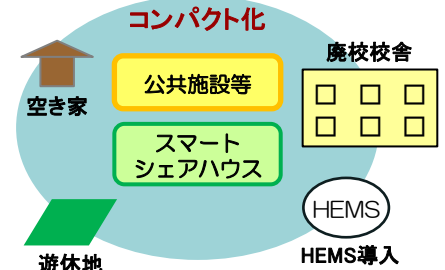 コンパクト化
廃校校舎
空き家
公共施設等
スマート
シェアハウス
HEMS
遊休地
HEMS導入